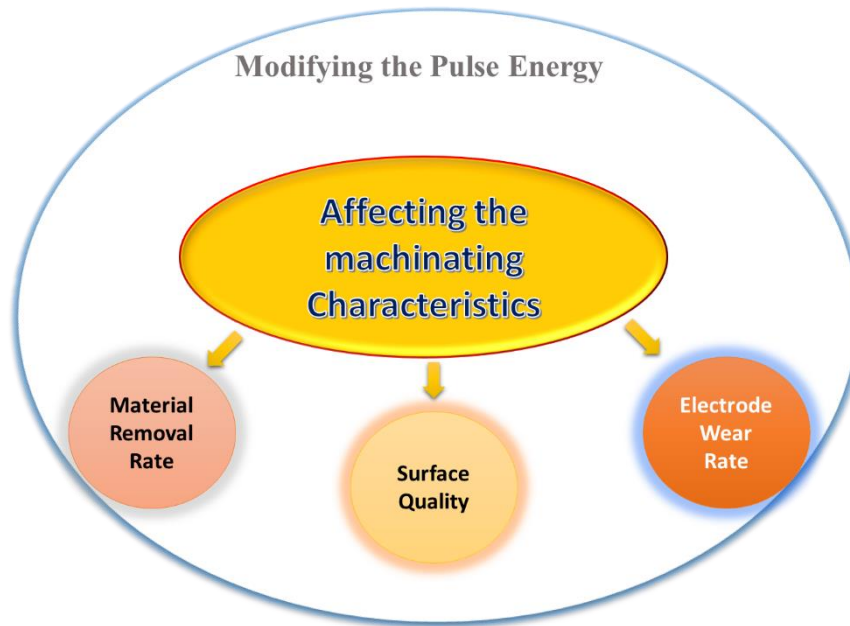 Modifying the Pulse Energy
Affecting the
machinating
Characteristics
Material
Removal
Rate
Surface
Quality
Electrode
Wear
Rate